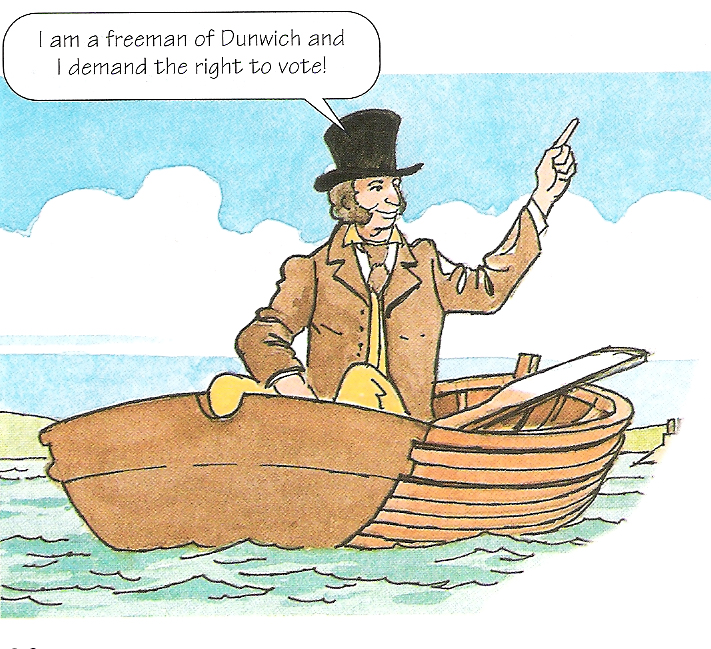 I am a freeman of Dunwich and
I demand the right to vote!